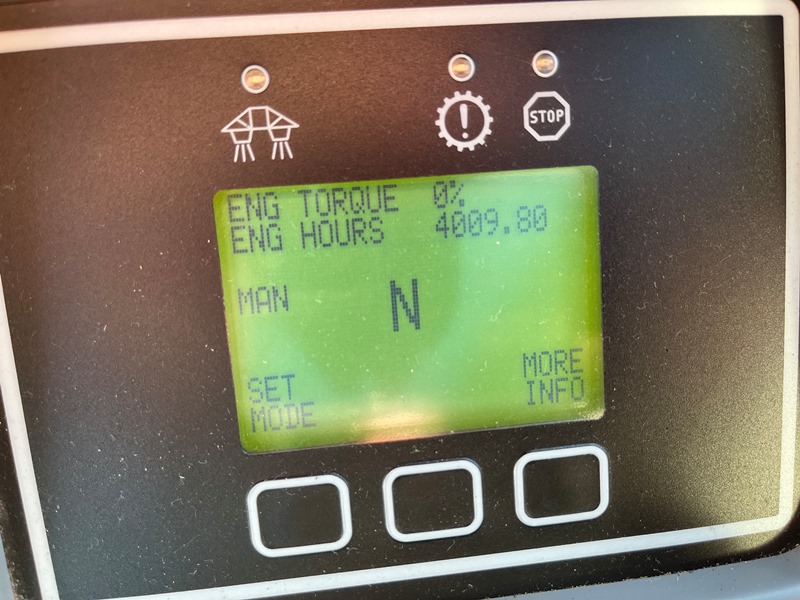 STOP
ENG TORQUE 0%
ENG HOURS 4009.80
MAN N
SET MODE
MORE INFO